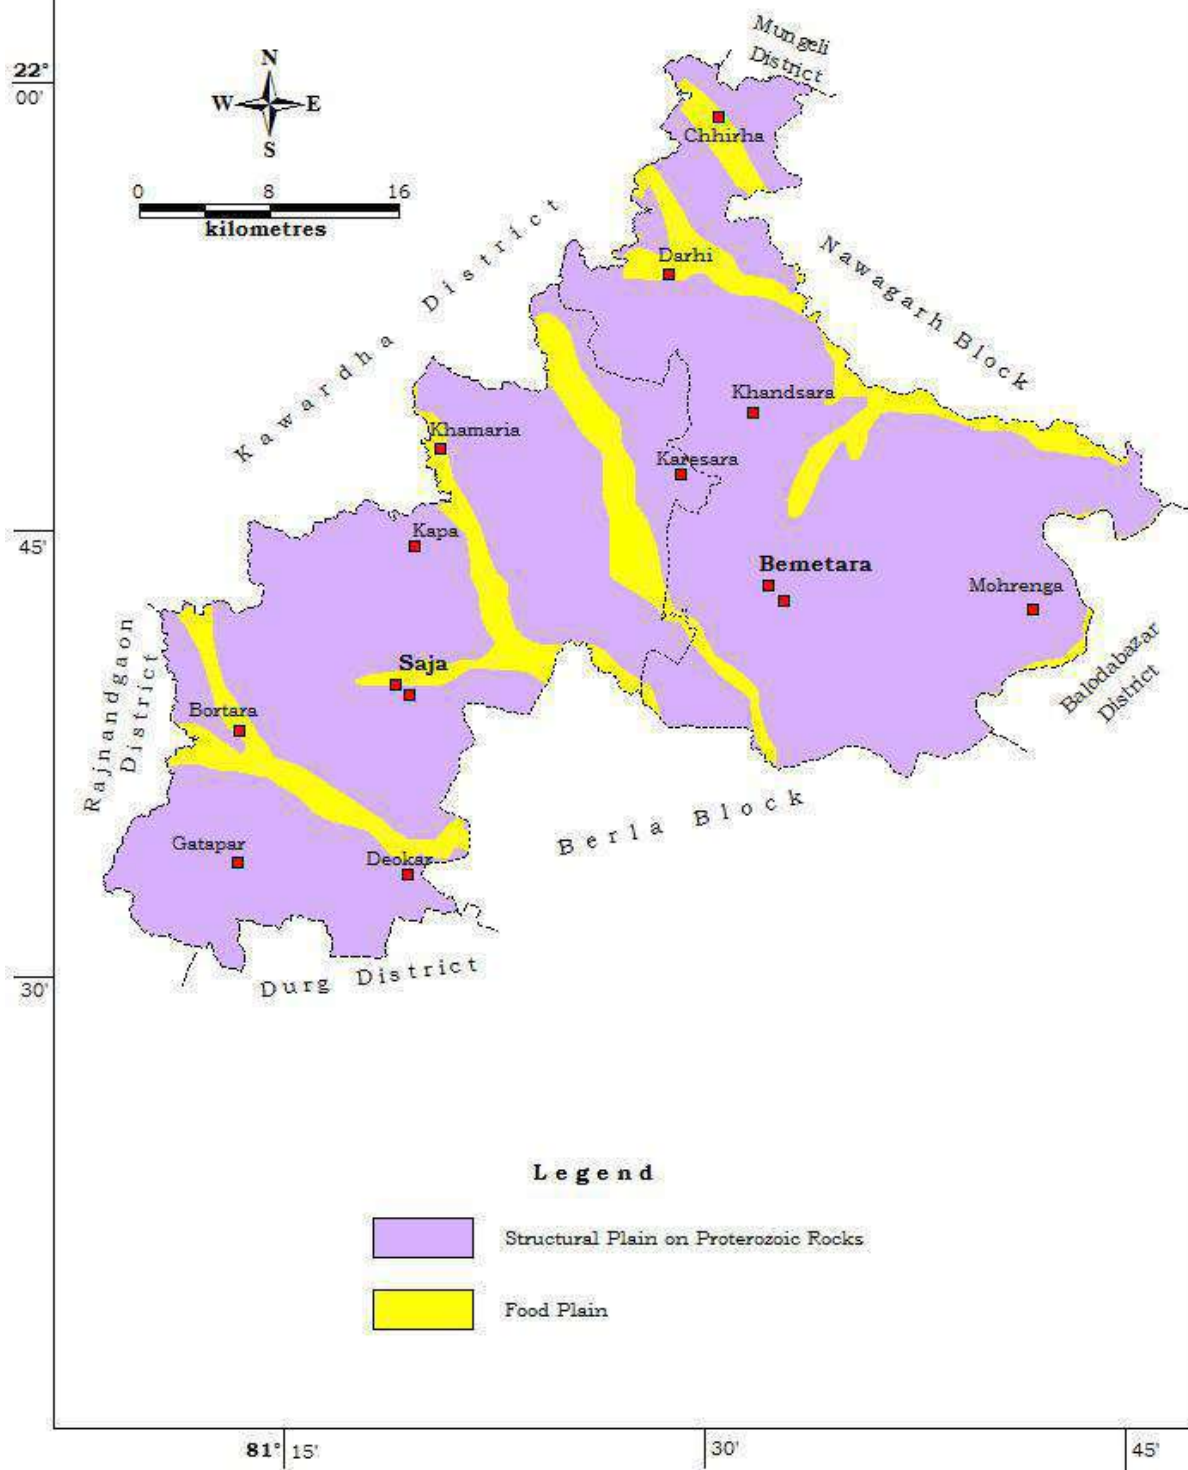 Mungeli
District
22°
00'
N
W E
S
0 8 16
kilometres
Chhirha
Kawardha District
Darhi
Nawagarh Block
Khandsara
Khamaria
Karesara
45'
Kapa
Bemetara
Mohrenga
Rajnandgaon
District
Saja
Balodabazar
District
Bortara
Berla Block
Gatapar
Deokar
Durg District
30'
Legend
Structural Plain on Proterozoic Rocks
Food Plain
81° 15' 30' 45'